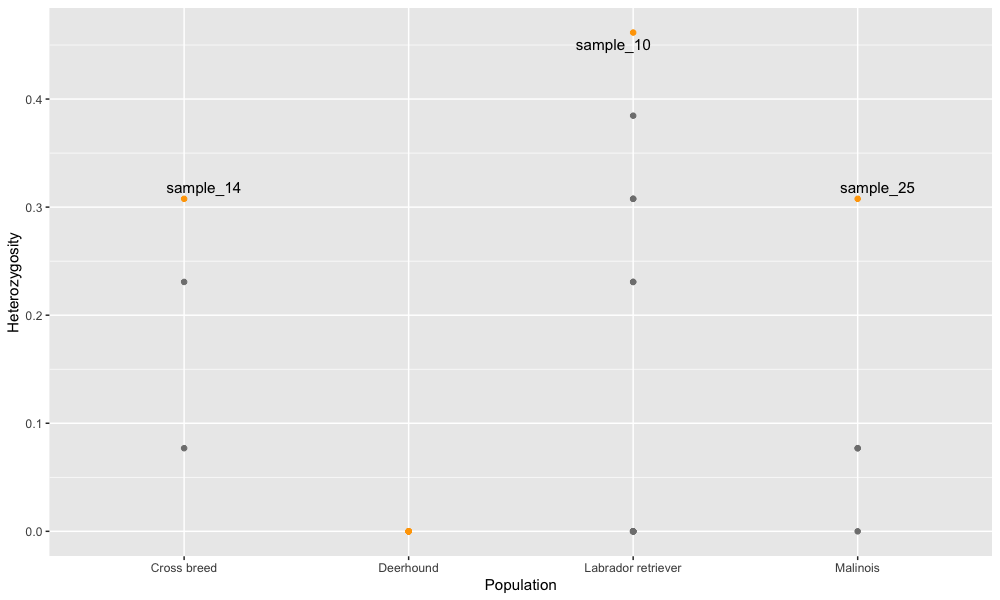 sample_10
0.4
sample_14
sample_25
0.3
Heterozygosity
0.2
0.1
0.0
Cross breed
Deerhound
Labrador retriever
Malinois
Population